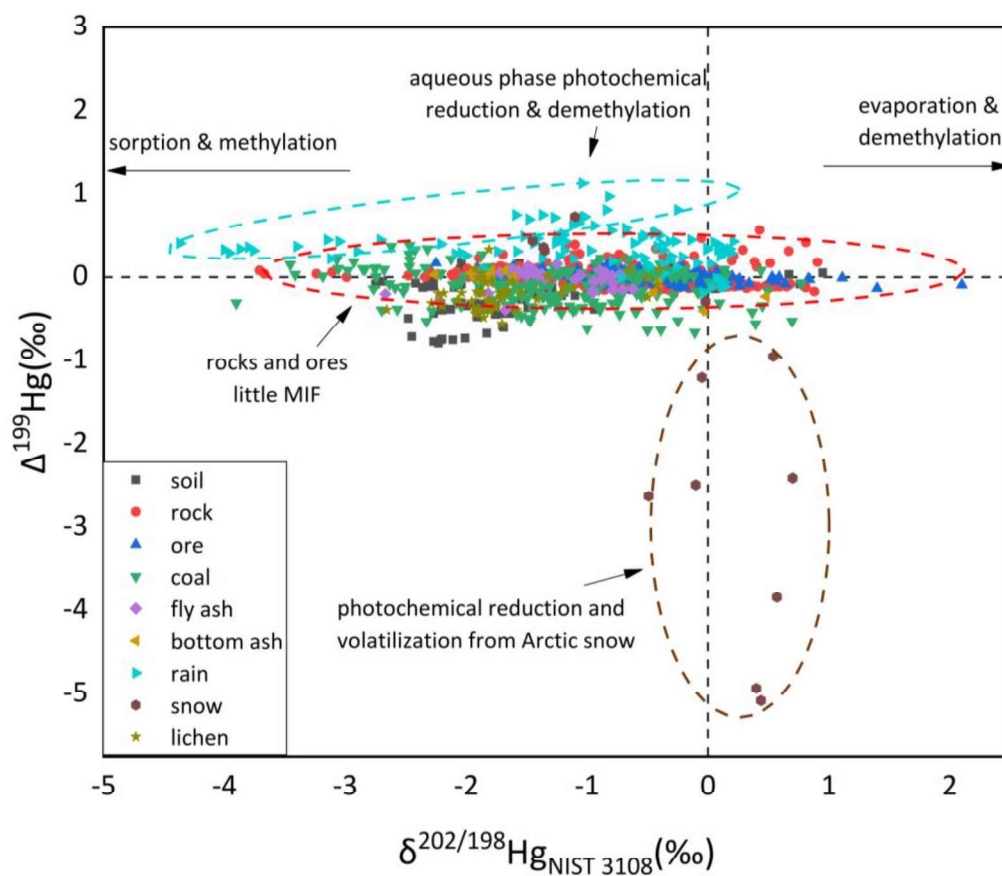 3
2
1
0
-1
-2
-3
-4
-5
Δ¹⁹⁹Hg(‰)
aqueous phase photochemical
reduction & demethylation
evaporation &
demethylation
sorption & methylation
rocks and ores
little MIF
photochemical reduction and
volatilization from Arctic snow
soil
rock
ore
coal
fly ash
bottom ash
rain
snow
lichen
-5 -4 -3 -2 -1 0 1 2
δ²⁰²/¹⁹⁸Hg_NIST 3108(‰)